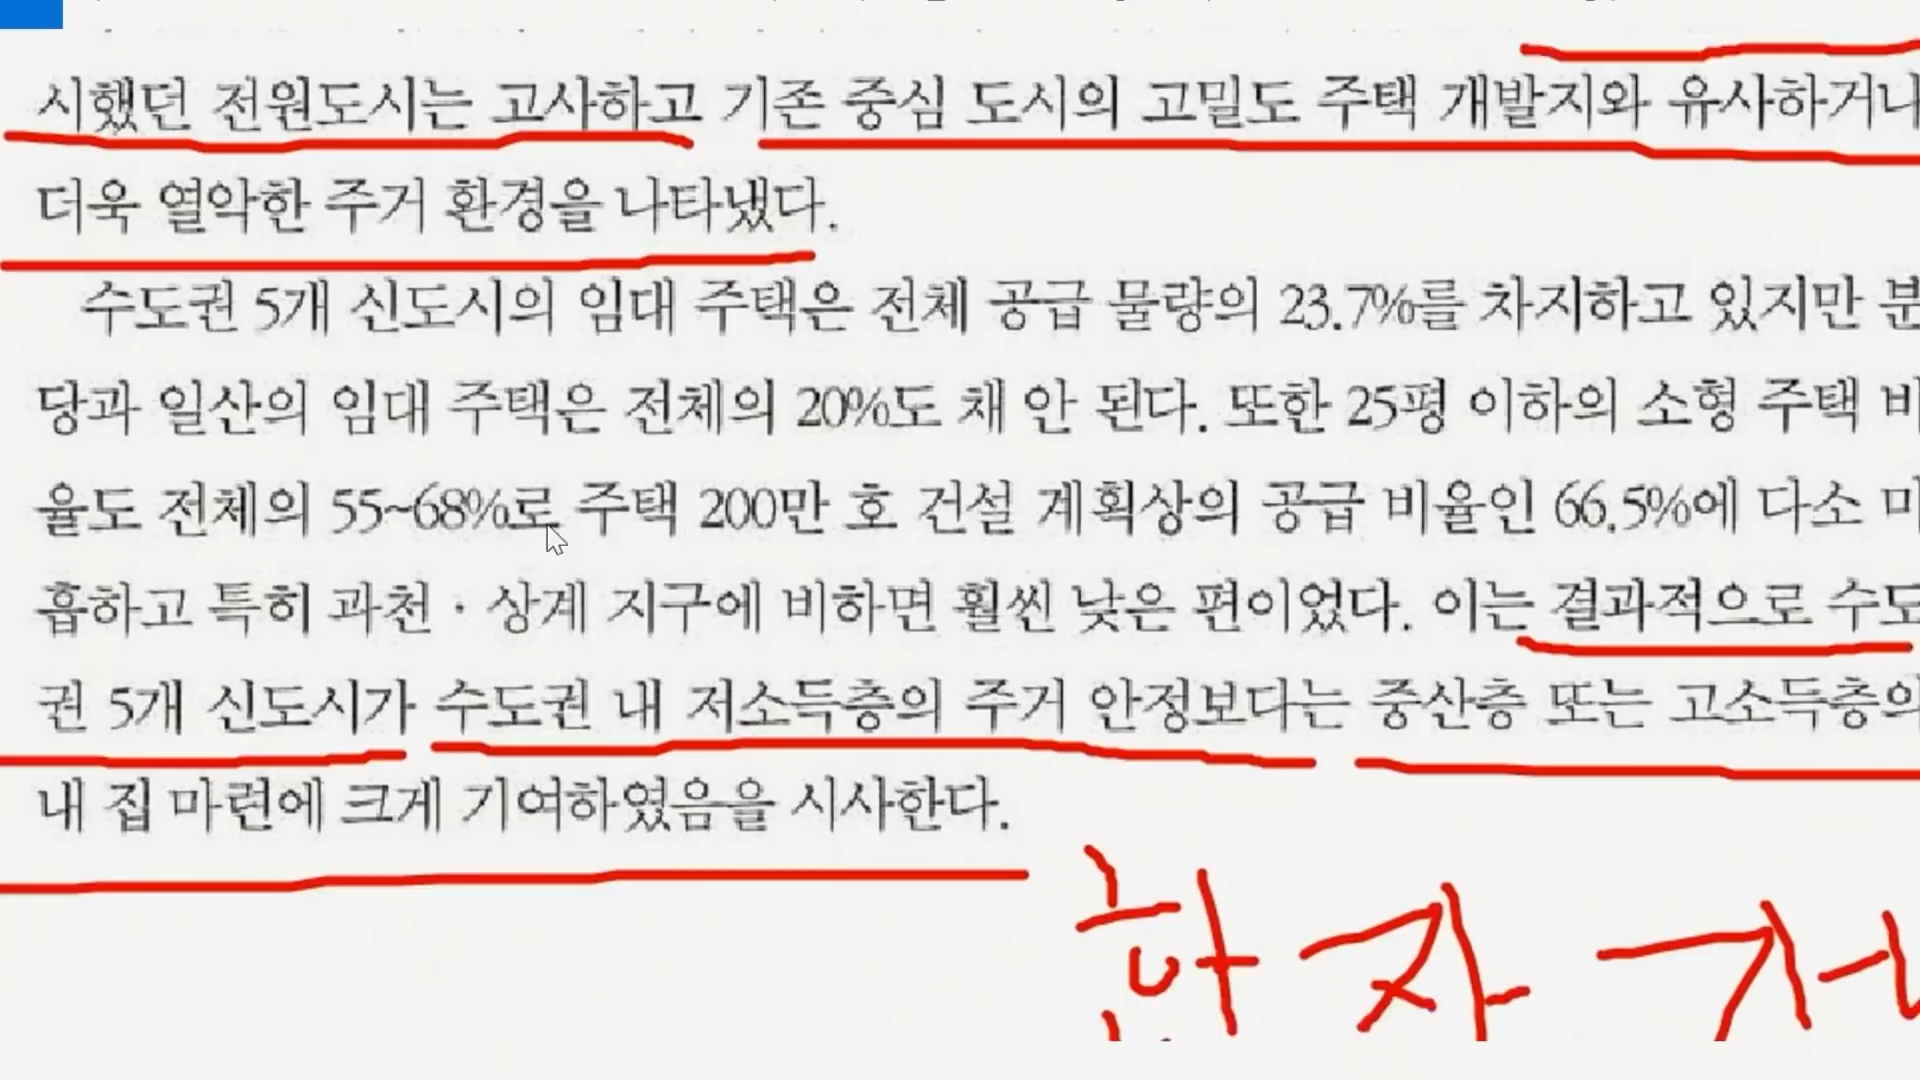 시했던 전원도시는 고사하고 기존 중심 도시의 고밀도 주택 개발지와 유사하거나
더욱 열악한 주거 환경을 나타냈다.
수도권 5개 신도시의 임대 주택은 전체 공급 물량의 23.7%를 차지하고 있지만 분
당과 일산의 임대 주택은 전체의 20%도 채 안 된다. 또한 25평 이하의 소형 주택 비
율도 전체의 55~68%로 주택 200만 호 건설 계획상의 공급 비율인 66.5%에 다소 미
흡하고 특히 과천·상계 지구에 비하면 훨씬 낮은 편이었다. 이는 결과적으로 수도
권 5개 신도시가 수도권 내 저소득층의 주거 안정보다는 중산층 또는 고소득층의
내 집 마련에 크게 기여하였음을 시사한다.